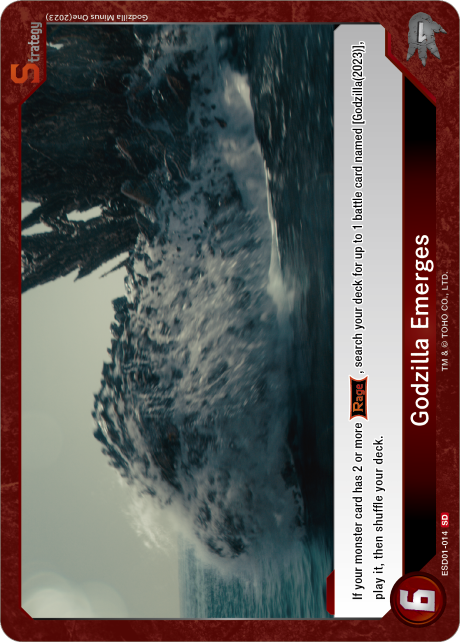 Strategy
Godzilla Minus One(2023)
1
If your monster card has 2 or more Rage, search your deck for up to 1 battle card named [Godzilla(2023)],
play it, then shuffle your deck.
6
Godzilla Emerges
ESD01-014 SD
TM & © TOHO CO., LTD.